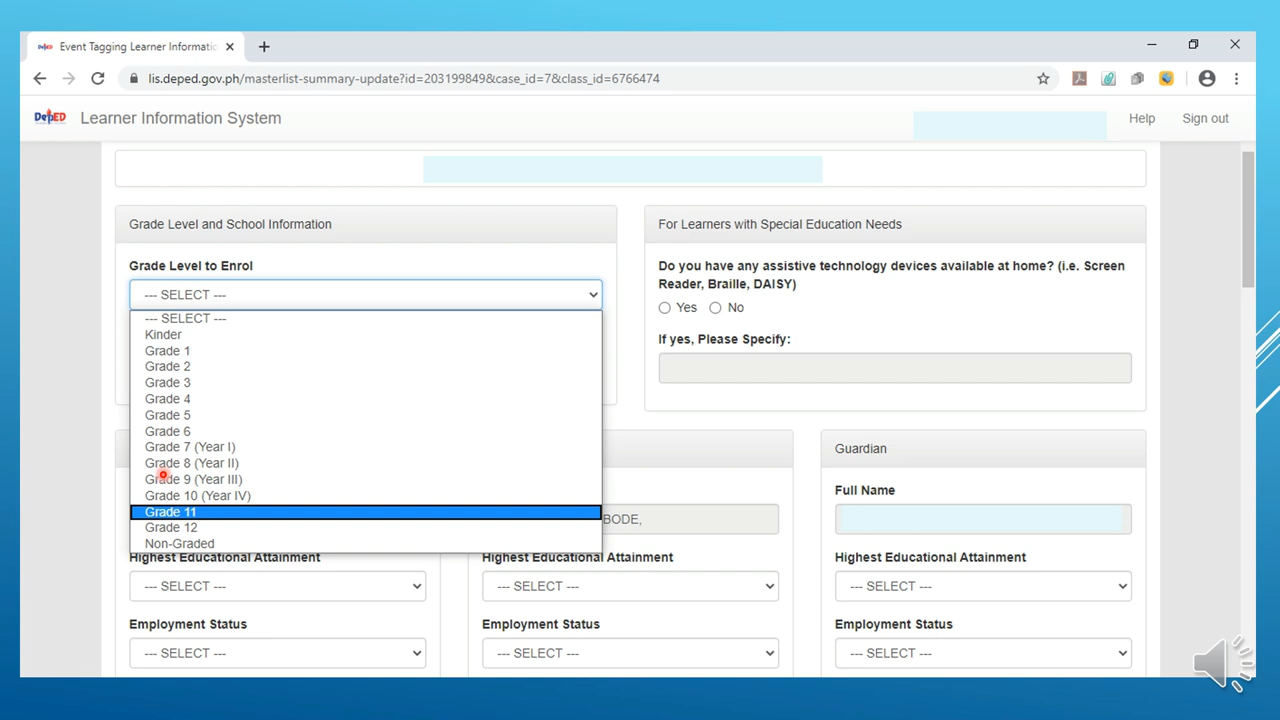 Event Tagging Learner Informatio
lis.deped.gov.ph/masterlist-summary-update?id=203199849&case_id=7&class_id=6766474
DepED Learner Information System
Help
Sign out
Grade Level and School Information
Grade Level to Enrol
--- SELECT ---
--- SELECT ---
Kinder
Grade 1
Grade 2
Grade 3
Grade 4
Grade 5
Grade 6
Grade 7 (Year I)
Grade 8 (Year II)
Grade 9 (Year III)
Grade 10 (Year IV)
Grade 11
Grade 12
Non-Graded
For Learners with Special Education Needs
Do you have any assistive technology devices available at home? (i.e. Screen
Reader, Braille, DAISY)
Yes No
If yes, Please Specify:
Highest Educational Attainment
--- SELECT ---
Employment Status
--- SELECT ---
BODE,
Highest Educational Attainment
--- SELECT ---
Employment Status
--- SELECT ---
Guardian
Full Name
Highest Educational Attainment
--- SELECT ---
Employment Status
--- SELECT ---